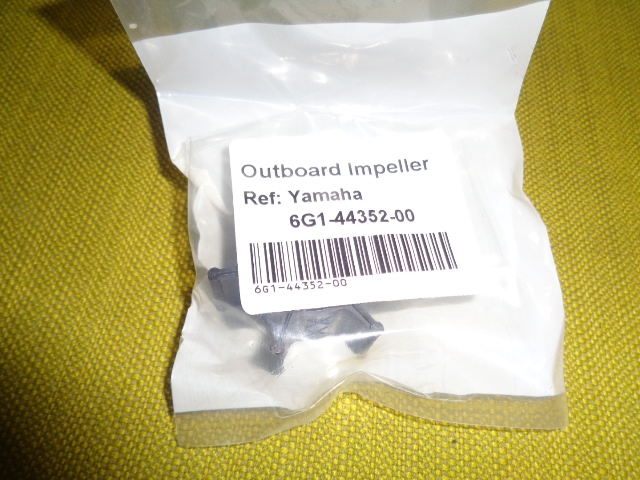 Outboard Impeller
Ref: Yamaha
6G1-44352-00
6G1-44352-00